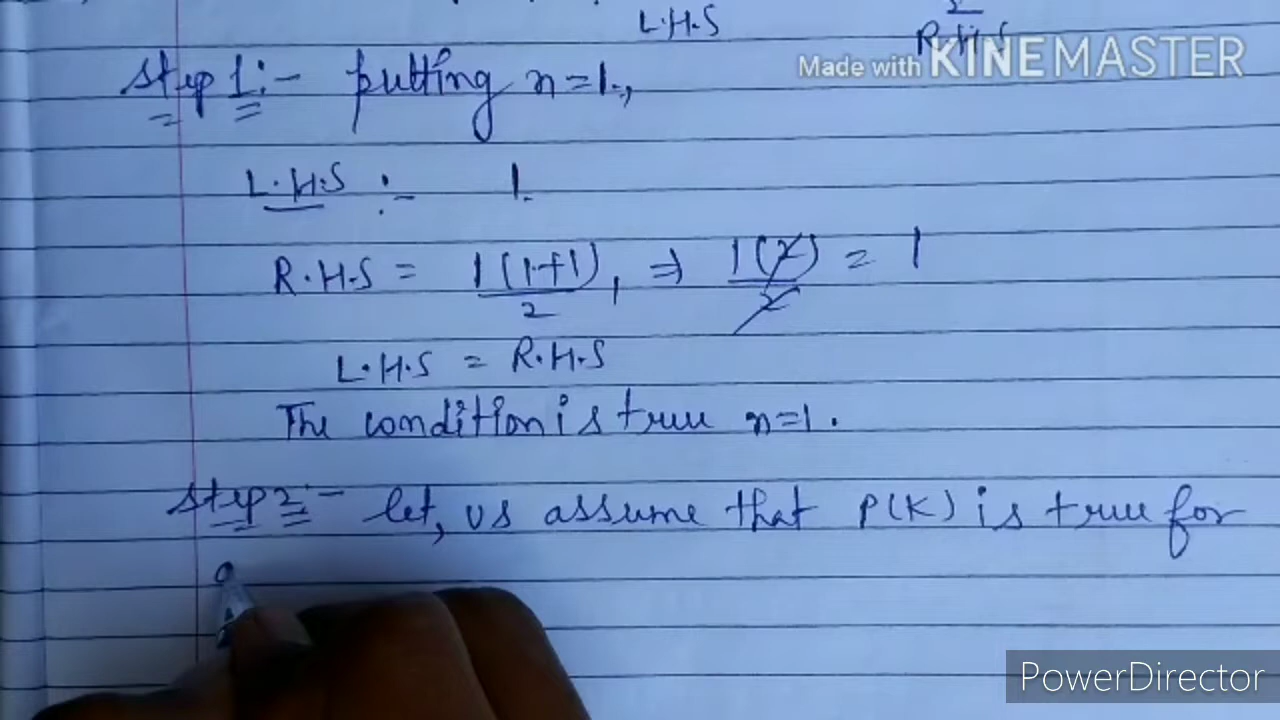 L.H.S
2
R.H.S
Made with KINEMASTER
Step 1:- putting n=1.,
L.H.S :- 1.
R.H.S = 1(1+1)/2, ⇒ 1(2)/2 = 1
L.H.S = R.H.S
The condition is true n=1.
Step 2:- let, us assume that P(K) is true for
PowerDirector